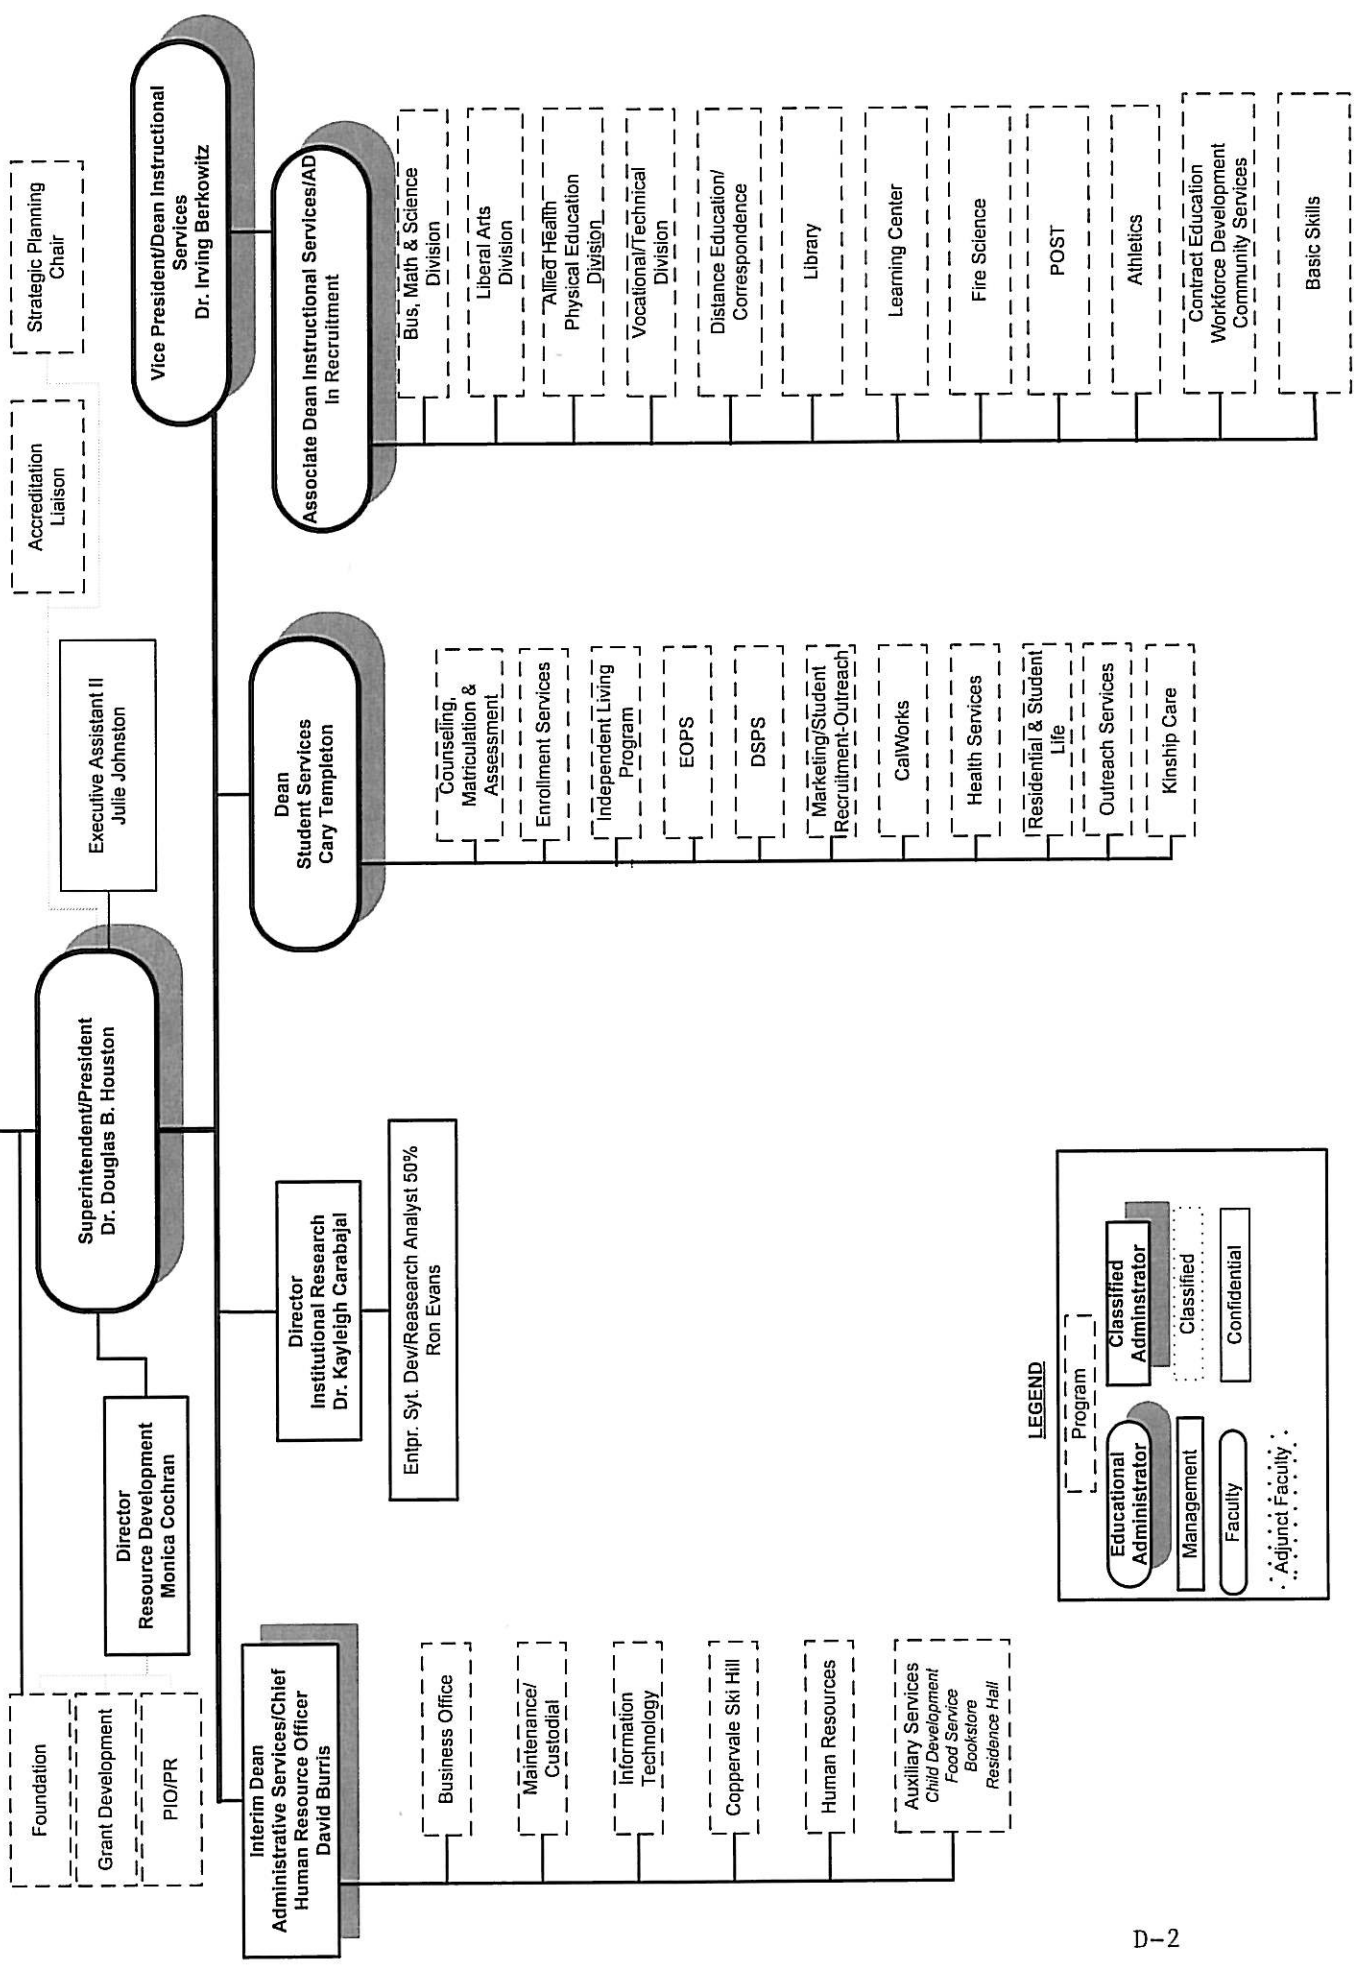 Strategic Planning
Chair
Accreditation
Liaison
Executive Assistant II
Julie Johnston
Superintendent/President
Dr. Douglas B. Houston
Director
Resource Development
Monica Cochran
Foundation
Grant Development
PIO/PR
Interim Dean
Administrative Services/Chief
Human Resource Officer
David Burris
Business Office
Maintenance/
Custodial
Information
Technology
Coppervale Ski Hill
Human Resources
Auxiliary Services
Child Development
Food Service
Bookstore
Residence Hall
Director
Institutional Research
Dr. Kayleigh Carabajal
Entpr. Syt. Dev/Reasearch Analyst 50%
Ron Evans
Dean
Student Services
Cary Templeton
Counseling,
Matriculation &
Assessment
Enrollment Services
Independent Living
Program
EOPS
DSPS
Marketing/Student
Recruitment-Outreach
CalWorks
Health Services
Residential & Student
Life
Outreach Services
Kinship Care
Vice President/Dean Instructional
Services
Dr. Irving Berkowitz
Associate Dean Instructional Services/AD
In Recruitment
Bus, Math & Science
Division
Liberal Arts
Division
Allied Health
Physical Education
Division
Vocational/Technical
Division
Distance Education/
Correspondence
Library
Learning Center
Fire Science
POST
Athletics
Contract Education
Workforce Development
Community Services
Basic Skills
LEGEND
Program
Educational
Administrator
Classified
Adminstrator
Management
Classified
Faculty
Confidential
Adjunct Faculty
D-2